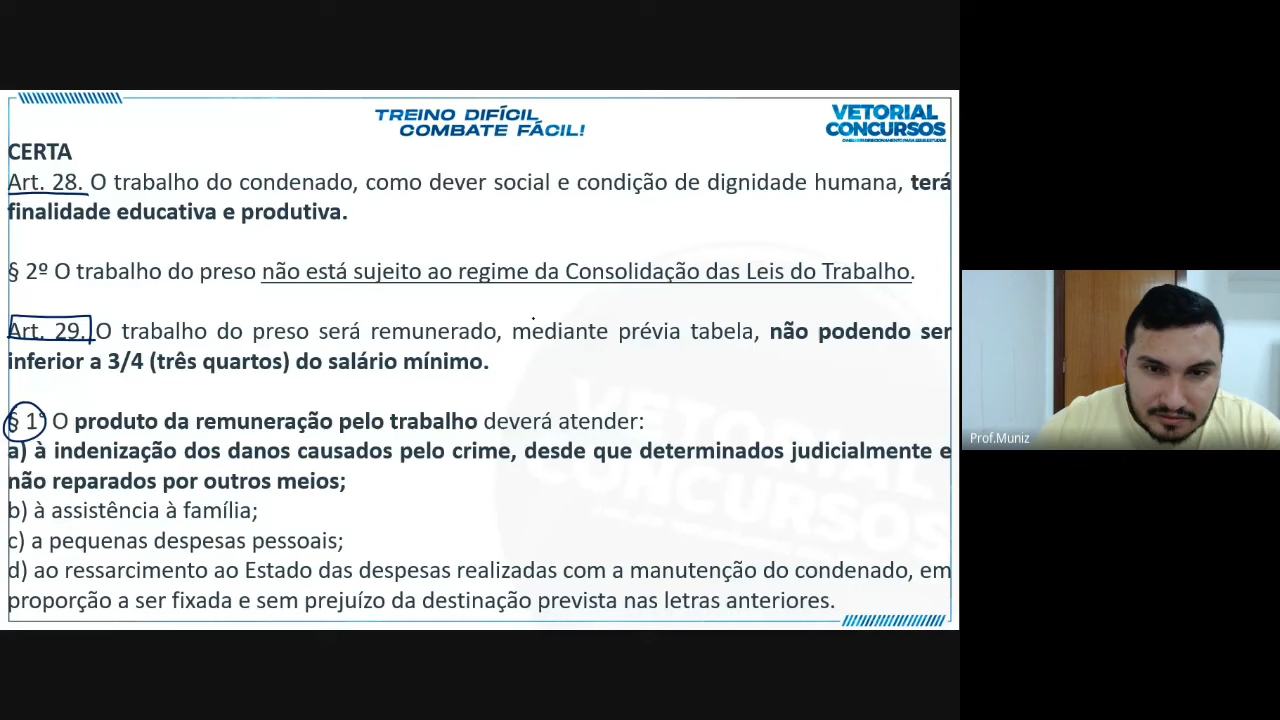 TREINO DIFÍCIL
COMBATE FÁCIL!
VETORIAL
CONCURSOS
CERTA
Art. 28. O trabalho do condenado, como dever social e condição de dignidade humana, terá
finalidade educativa e produtiva.
§ 2º O trabalho do preso não está sujeito ao regime da Consolidação das Leis do Trabalho.
Art. 29. O trabalho do preso será remunerado, mediante prévia tabela, não podendo ser
inferior a 3/4 (três quartos) do salário mínimo.
§ 1° O produto da remuneração pelo trabalho deverá atender:
a) à indenização dos danos causados pelo crime, desde que determinados judicialmente e
não reparados por outros meios;
b) à assistência à família;
c) a pequenas despesas pessoais;
d) ao ressarcimento ao Estado das despesas realizadas com a manutenção do condenado, em
proporção a ser fixada e sem prejuízo da destinação prevista nas letras anteriores.
VETORIAL
CONCURSOS
Prof.Muniz